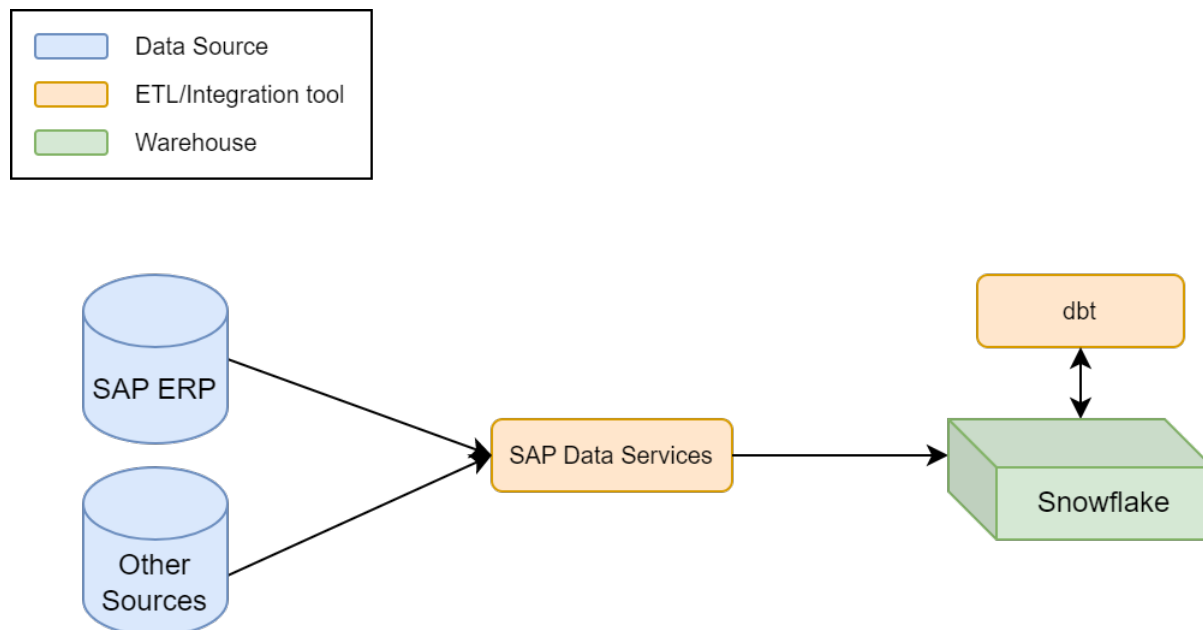 Data Source
ETL/Integration tool
Warehouse
dbt
SAP ERP
SAP Data Services
Snowflake
Other
Sources